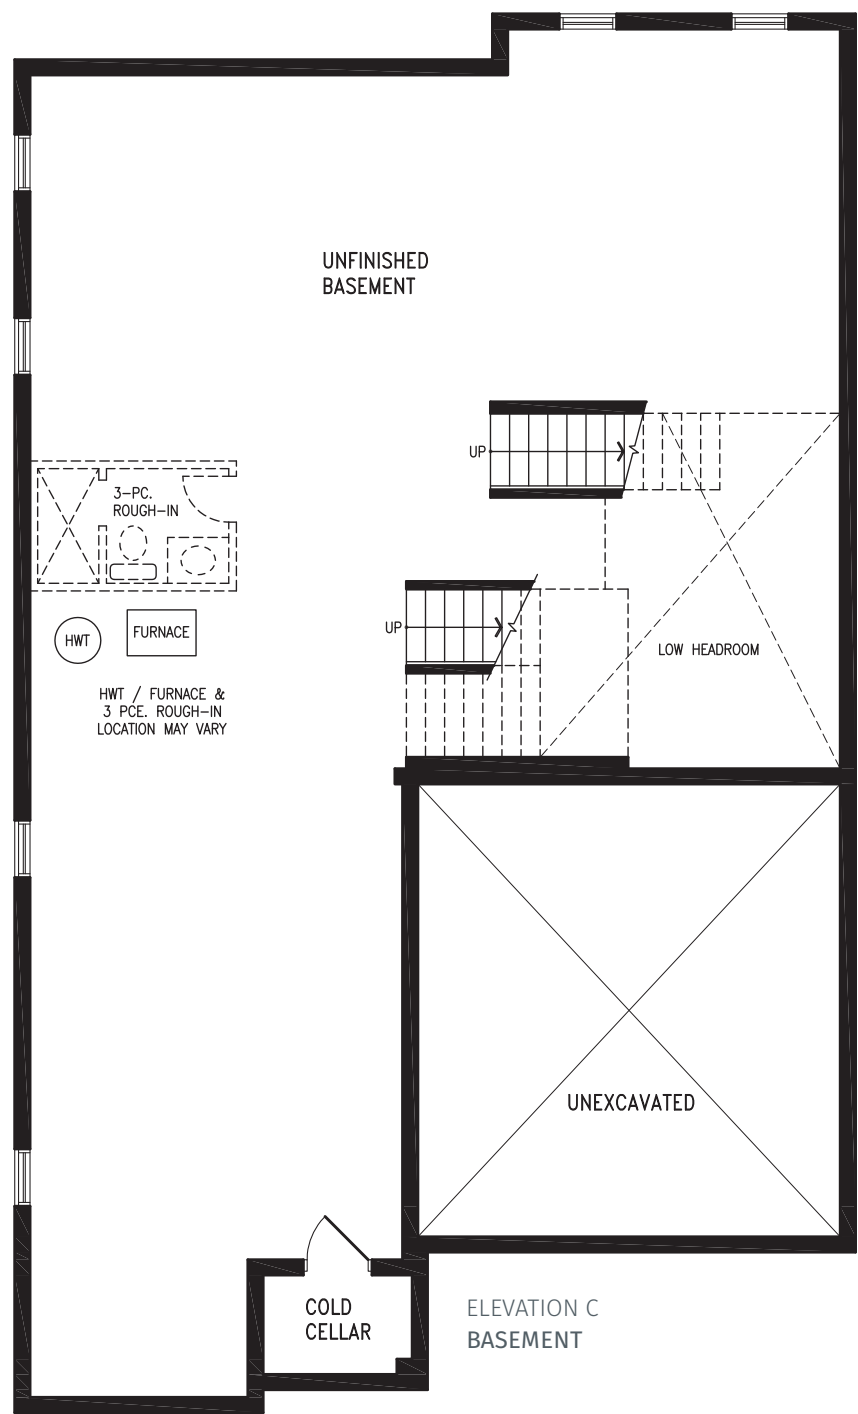 UNFINISHED
BASEMENT
UP
3-PC.
ROUGH-IN
UP
HWT
FURNACE
LOW HEADROOM
HWT / FURNACE &
3 PCE. ROUGH-IN
LOCATION MAY VARY
UNEXCAVATED
COLD
CELLAR
ELEVATION C
BASEMENT